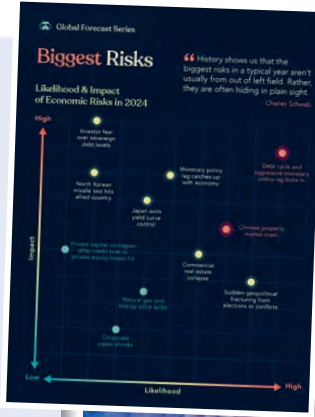 Global Forecast Series
Biggest Risks
Likelihood & Impact
of Economic Risks in 2024
❝ History shows us that the
biggest risks in a typical year aren't
usually from out of left field. Rather,
they are often hiding in plain sight.
Charles Schwab
High
Investor fear
over sovereign
debt levels
Debt cycle and
aggressive monetary
policy lag bites in
Monetary policy
lag catches up
with economy
North Korean
missile test hits
allied country
Japan exits
yield curve
control
Chinese property
market crash
Private capital contagion
after credit bust or
private equity losses hit
Commercial
real estate
collapse
Sudden geopolitical
fracturing from
elections or conflicts
Natural gas and
energy price spike
Corporate
capex shocks
Impact
Low
Likelihood
High